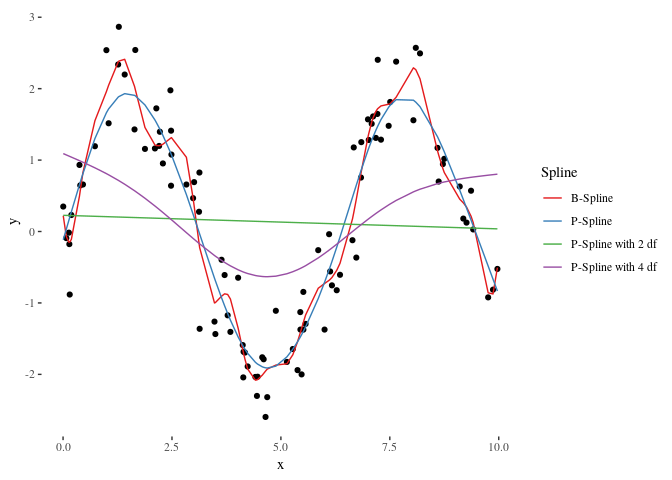 3
2
1
0
-1
-2
y
0.0 2.5 5.0 7.5 10.0
x
Spline
B-Spline
P-Spline
P-Spline with 2 df
P-Spline with 4 df